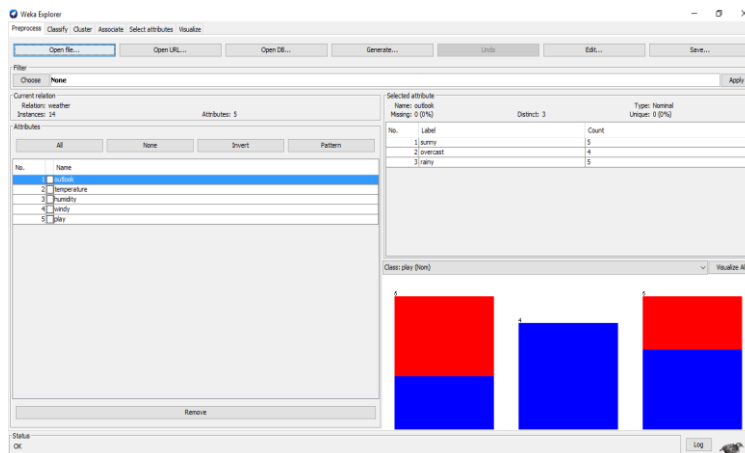 Weka Explorer
Preprocess Classify Cluster Associate Select attributes Visualize
Open file... Open URL... Open DB... Generate... Undo Edit... Save...
Filter
Choose None Apply
Current relation
Relation: weather
Instances: 14 Attributes: 5
Attributes
All None Invert Pattern
No. Name
1 outlook
2 temperature
3 humidity
4 windy
5 play
Remove
Selected attribute
Name: outlook Type: Nominal
Missing: 0 (0%) Distinct: 3 Unique: 0 (0%)
No. Label Count
1 sunny 5
2 overcast 4
3 rainy 5
Class: play (Nom) Visualize All
5
4
5
Status
OK
Log